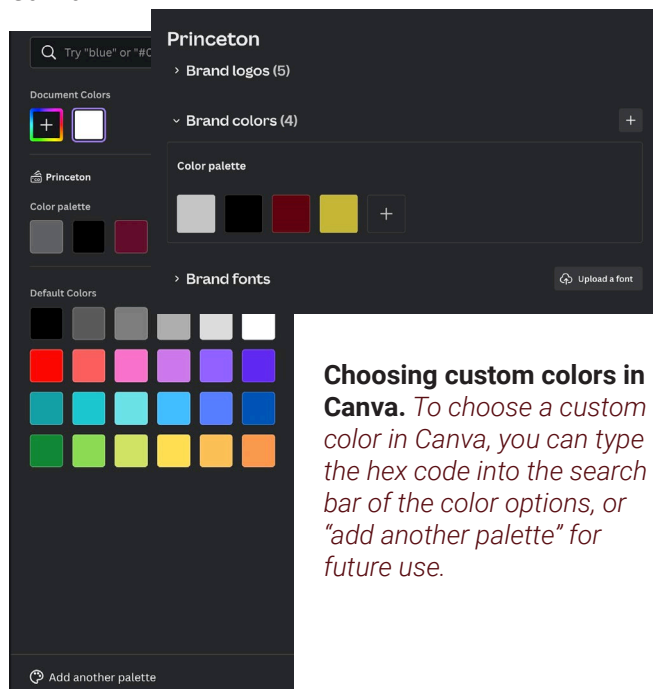 Try "blue" or "#C
Document Colors
Princeton
Color palette
Default Colors
Add another palette
Princeton
Brand logos (5)
Brand colors (4)
Color palette
Brand fonts
Upload a font
Choosing custom colors in
Canva. To choose a custom
color in Canva, you can type
the hex code into the search
bar of the color options, or
“add another palette” for
future use.